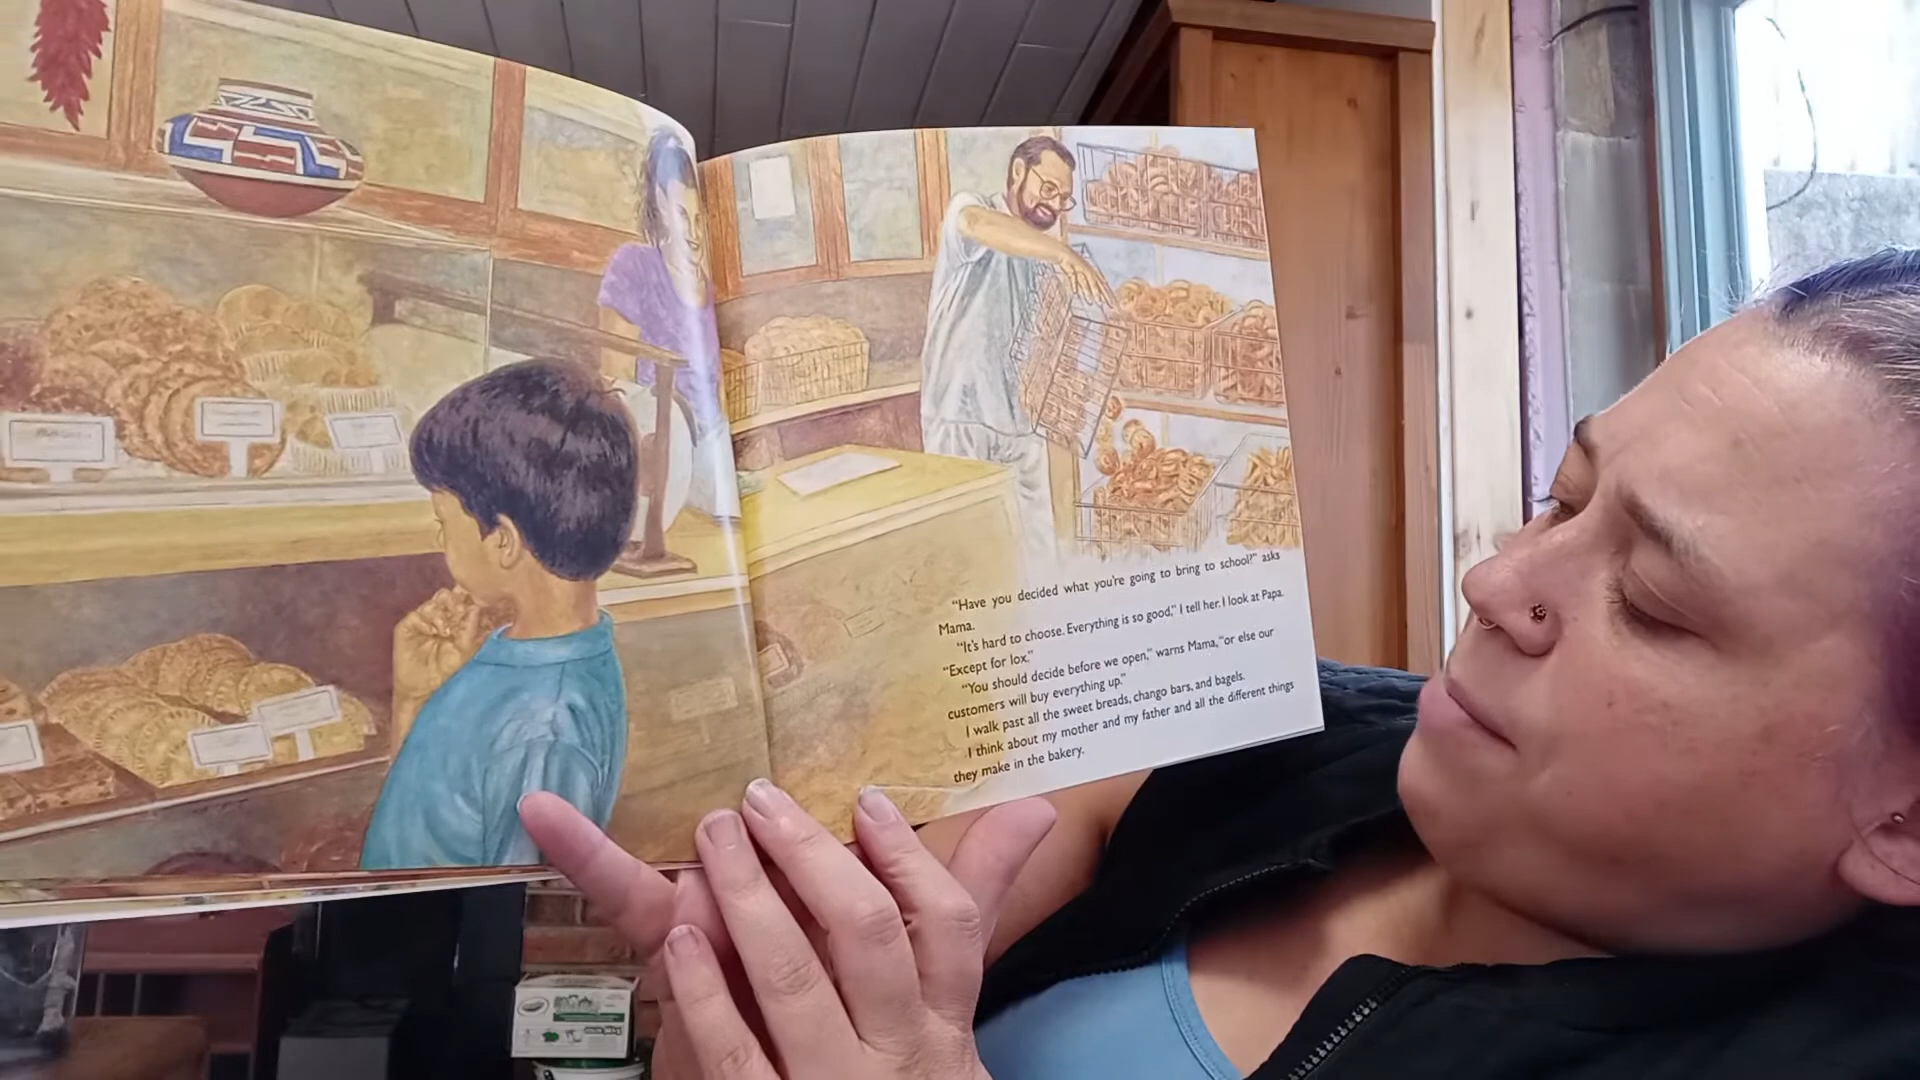 “Have you decided what you’re going to bring to school?” asks
Mama.
“It’s hard to choose. Everything is so good,” I tell her. I look at Papa.
“Except for lox.”
“You should decide before we open,” warns Mama, “or else our
customers will buy everything up.”
I walk past all the sweet breads, chango bars, and bagels.
I think about my mother and my father and all the different things
they make in the bakery.